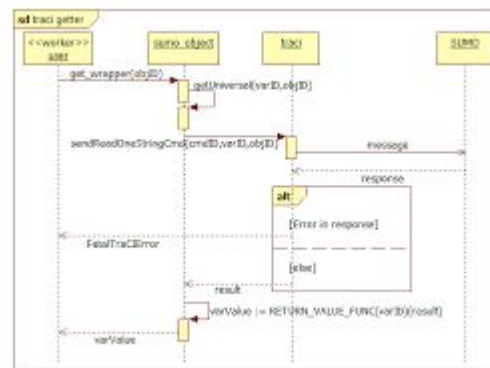 sd traci getter
<<worker>>
user
sumo_object
traci
SUMO
get_wrapper(objID)
getUniversal(varID,objID)
sendReadOneStringCmd(cmdID,varID,objID)
message
response
alt
[Error in response]
FatalTraCIError
[else]
result
varValue := RETURN_VALUE_FUNC[varID](result)
varValue